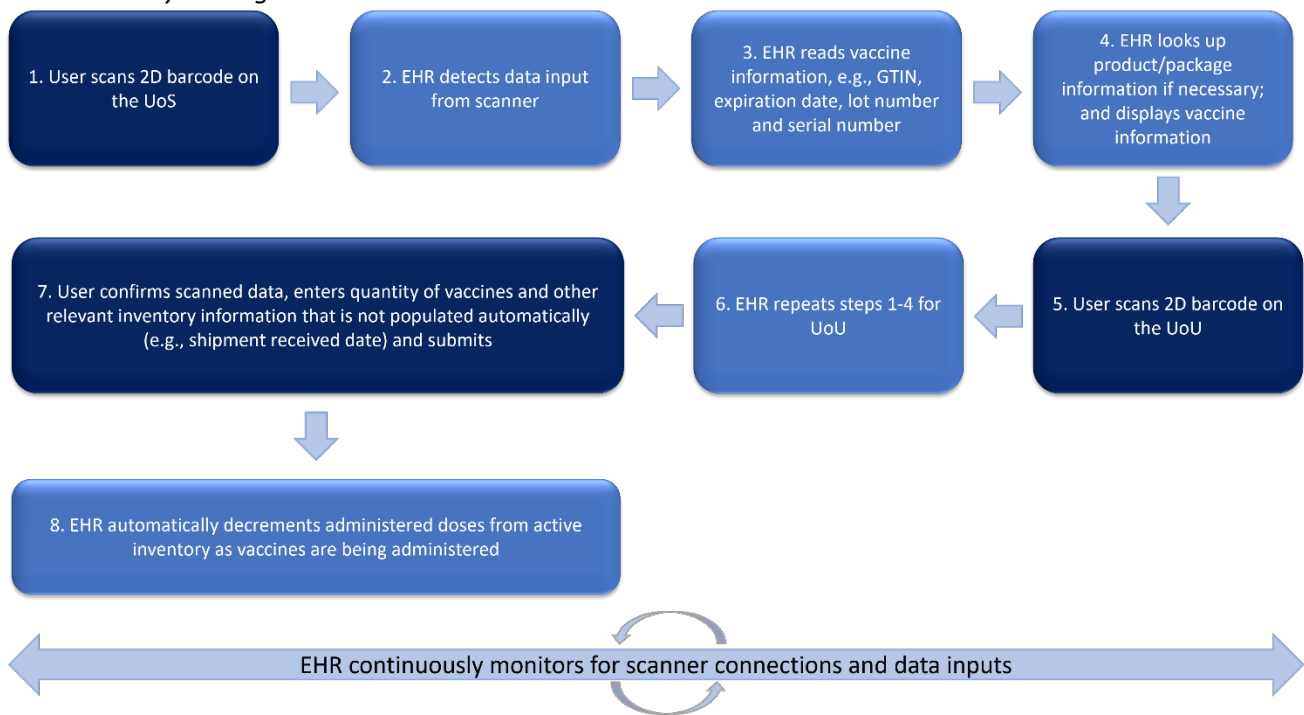 1. User scans 2D barcode on
the UoS
2. EHR detects data input
from scanner
3. EHR reads vaccine
information, e.g., GTIN,
expiration date, lot number
and serial number
4. EHR looks up
product/package
information if necessary;
and displays vaccine
information
5. User scans 2D barcode on
the UoU
6. EHR repeats steps 1-4 for
UoU
7. User confirms scanned data, enters quantity of vaccines and other
relevant inventory information that is not populated automatically
(e.g., shipment received date) and submits
8. EHR automatically decrements administered doses from active
inventory as vaccines are being administered
EHR continuously monitors for scanner connections and data inputs